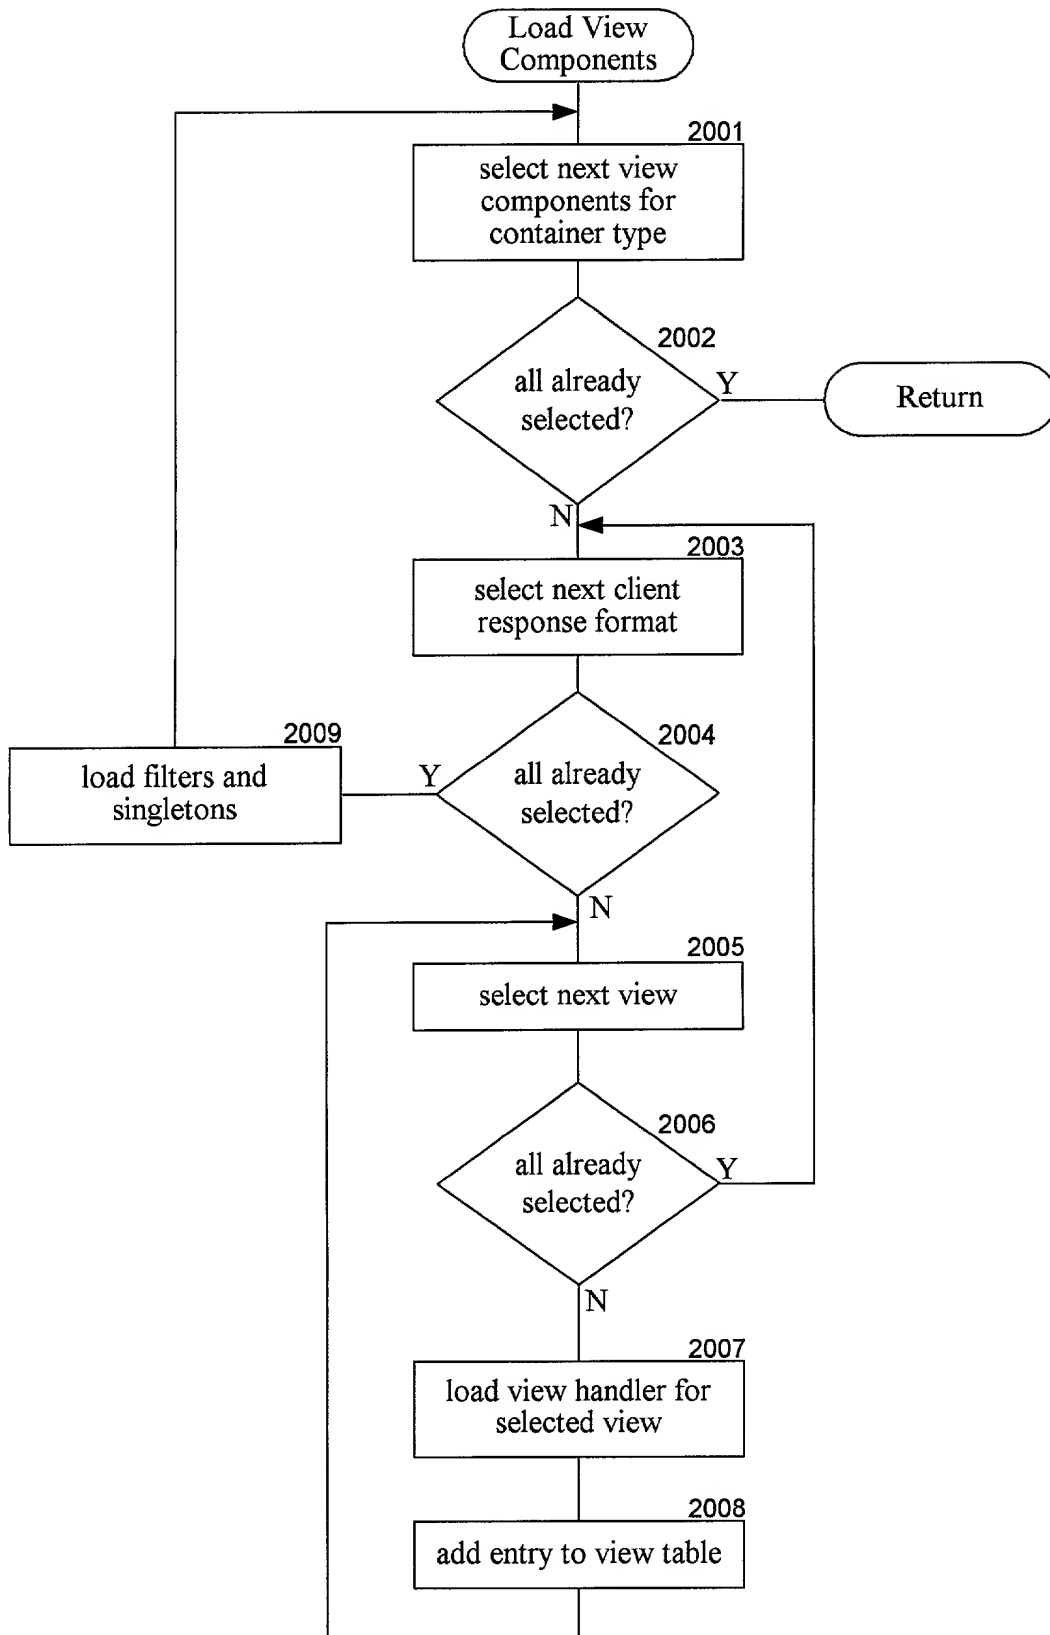 Load View
Components
2001
select next view
components for
container type
2002
all already
selected?
Y
Return
N
2003
select next client
response format
2004
all already
selected?
Y
2009
load filters and
singletons
N
2005
select next view
2006
all already
selected?
Y
N
2007
load view handler for
selected view
2008
add entry to view table